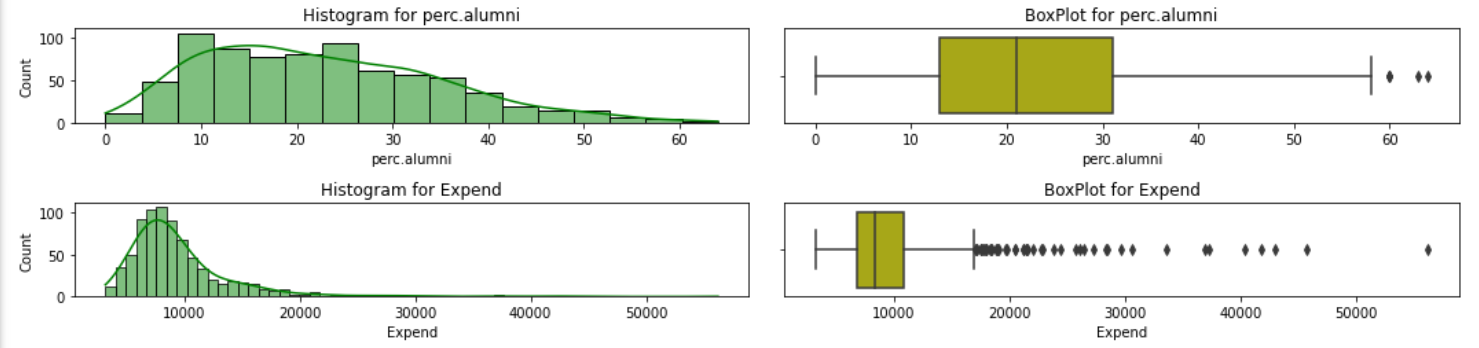 Histogram for perc.alumni
100
50
0
Count
0 10 20 30 40 50 60
perc.alumni
BoxPlot for perc.alumni
0 10 20 30 40 50 60
perc.alumni
Histogram for Expend
100
50
0
Count
10000 20000 30000 40000 50000
Expend
BoxPlot for Expend
10000 20000 30000 40000 50000
Expend